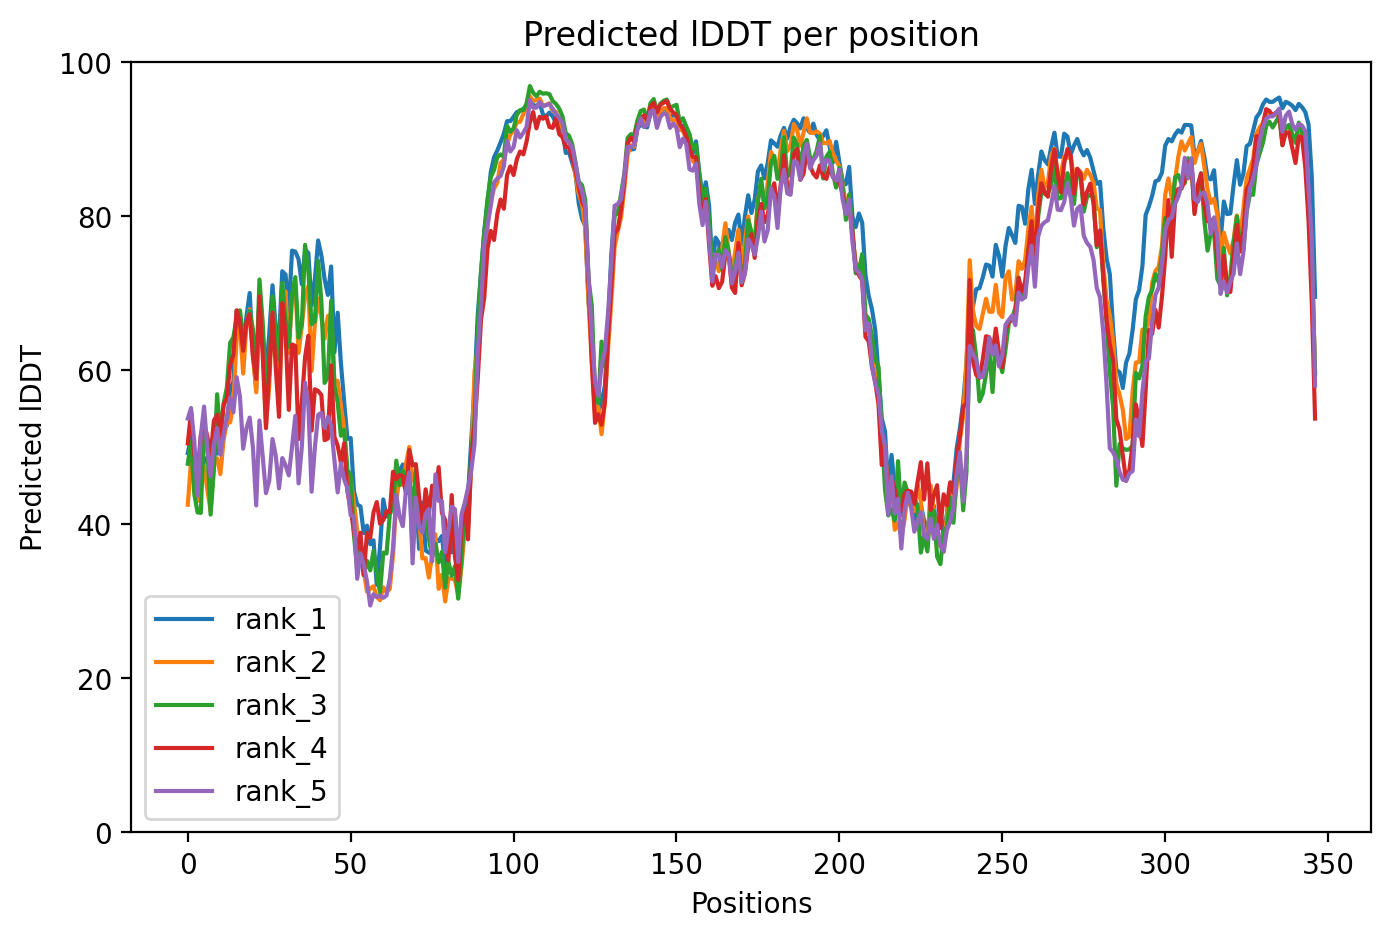 Predicted lDDT per position
100
80
60
40
20
0
Predicted lDDT
rank_1
rank_2
rank_3
rank_4
rank_5
0 50 100 150 200 250 300 350
Positions